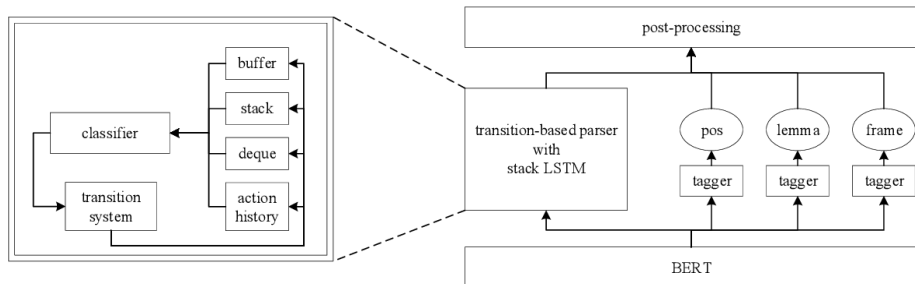 buffer
stack
classifier
deque
transition
system
action
history
post-processing
transition-based parser
with
stack LSTM
pos
lemma
frame
tagger
tagger
tagger
BERT